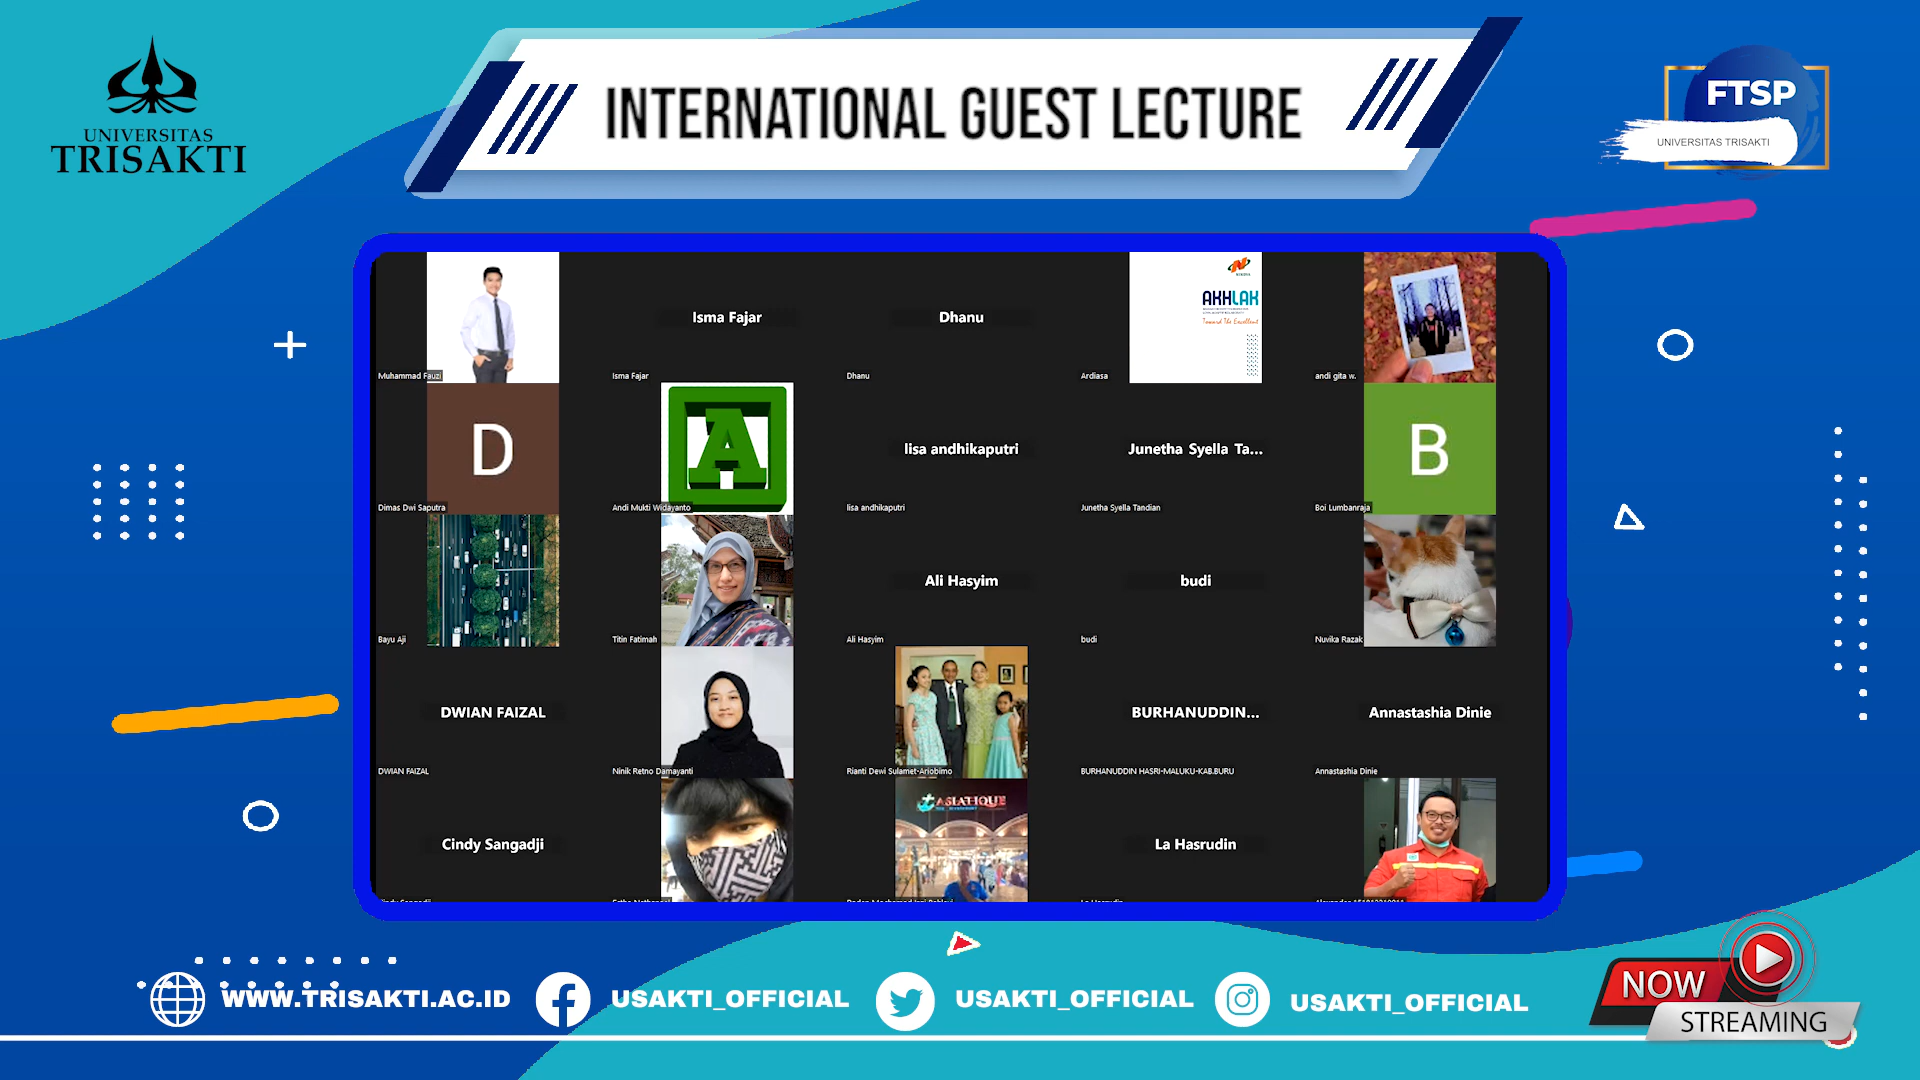 UNIVERSITAS
TRISAKTI
INTERNATIONAL GUEST LECTURE
FTSP
UNIVERSITAS TRISAKTI
Muhammad Fauzi
Isma Fajar
Isma Fajar
Dhanu
Dhanu
AKHLAK
Ardiasa
andi gita w.
D
Dimas Dwi Saputra
A
Andi Mukti Widayanto
lisa andhikaputri
lisa andhikaputri
Junetha Syella Ta...
Junetha Syella Tandian
B
Boi Lumbanraja
Bayu Aji
Titin Fatimah
Ali Hasyim
Ali Hasyim
budi
budi
Nuvika Razak
DWIAN FAIZAL
DWIAN FAIZAL
Ninik Retno Damayanti
Rianti Dewi Sulamet-Ariobimo
BURHANUDDIN...
BURHANUDDIN HASRI-MALUKU-KAB.BURU
Annastashia Dinie
Annastashia Dinie
Cindy Sangadji
ASIATIQUE
La Hasrudin
WWW.TRISAKTI.AC.ID
USAKTI_OFFICIAL
USAKTI_OFFICIAL
USAKTI_OFFICIAL
NOW
STREAMING